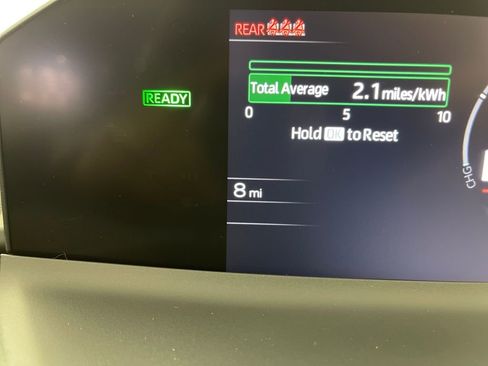 REAR
READY
Total Average 2.1 miles/kWh
0 5 10
Hold OK to Reset
8 mi
CHG